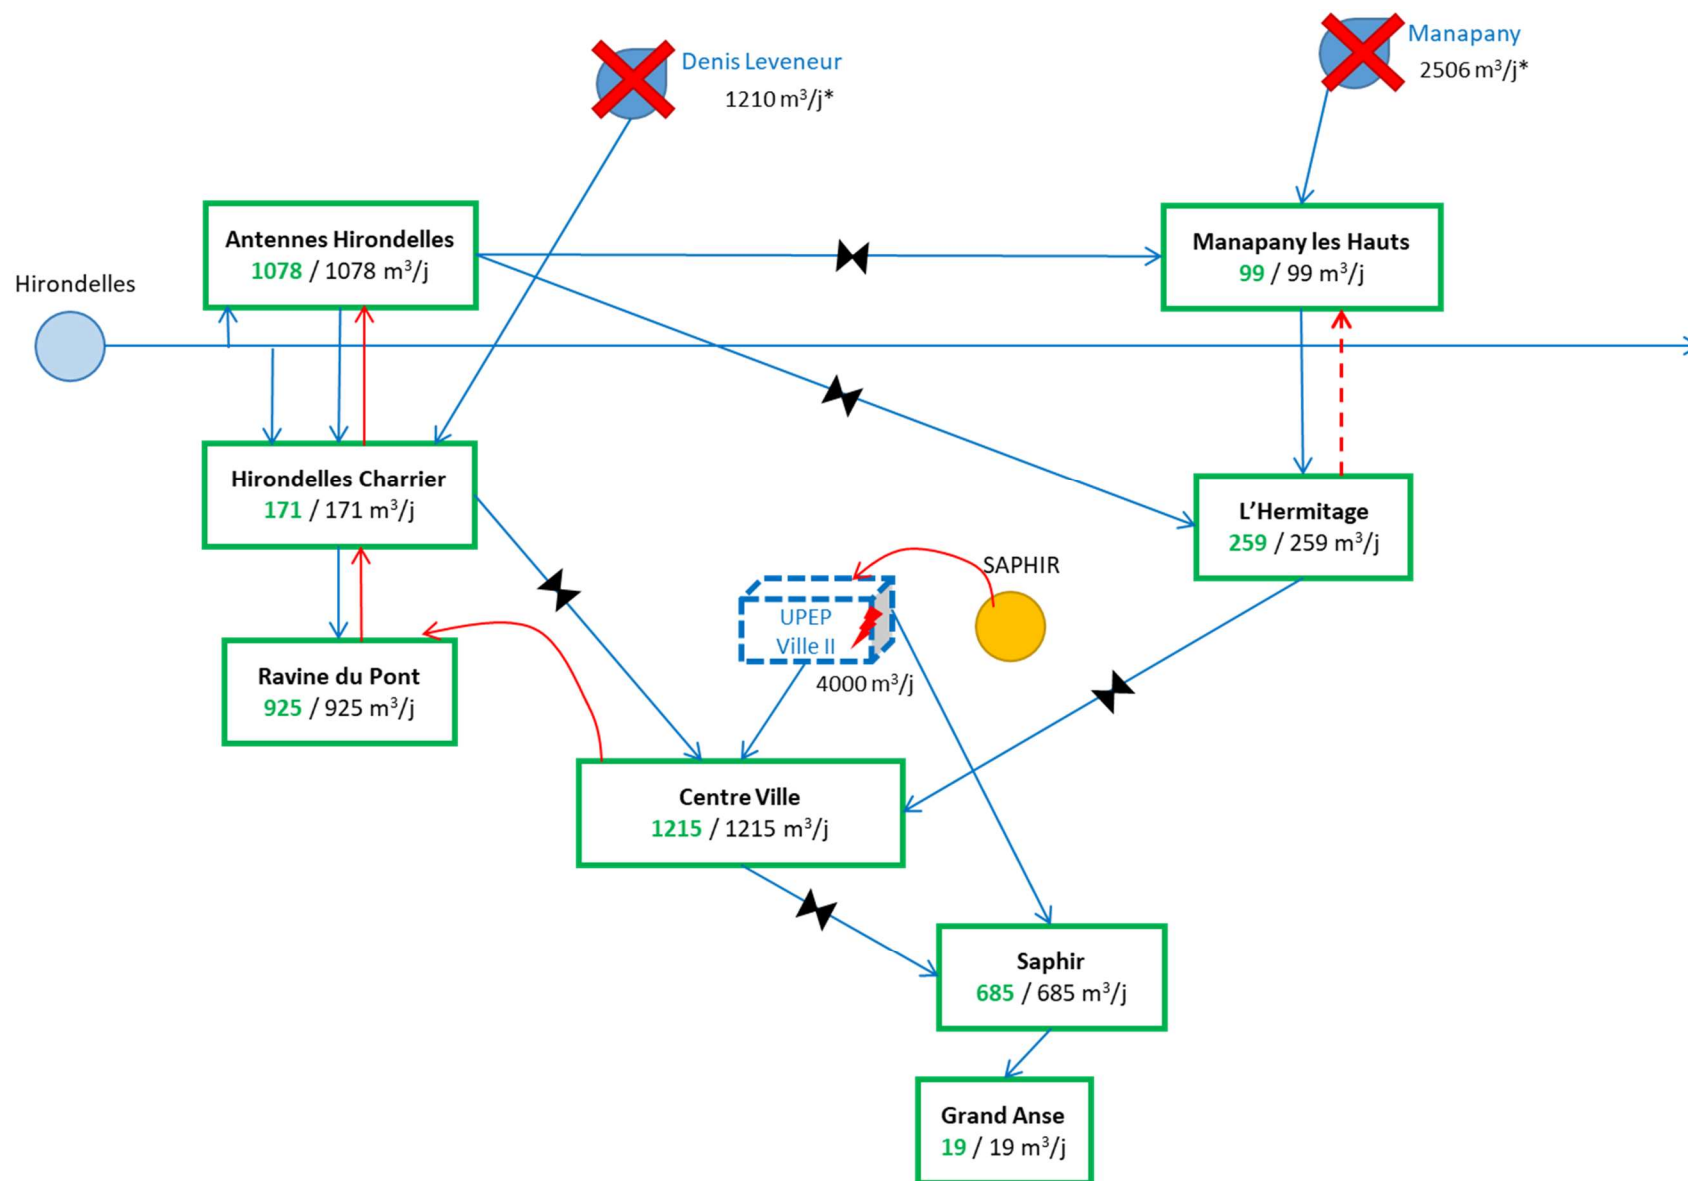 Denis Leveneur
1210 m³/j*
Manapany
2506 m³/j*
Antennes Hirondelles
1078 / 1078 m³/j
Manapany les Hauts
99 / 99 m³/j
Hirondelles
Hirondelles Charrier
171 / 171 m³/j
L’Hermitage
259 / 259 m³/j
SAPHIR
UPEP
Ville II
4000 m³/j
Ravine du Pont
925 / 925 m³/j
Centre Ville
1215 / 1215 m³/j
Saphir
685 / 685 m³/j
Grand Anse
19 / 19 m³/j